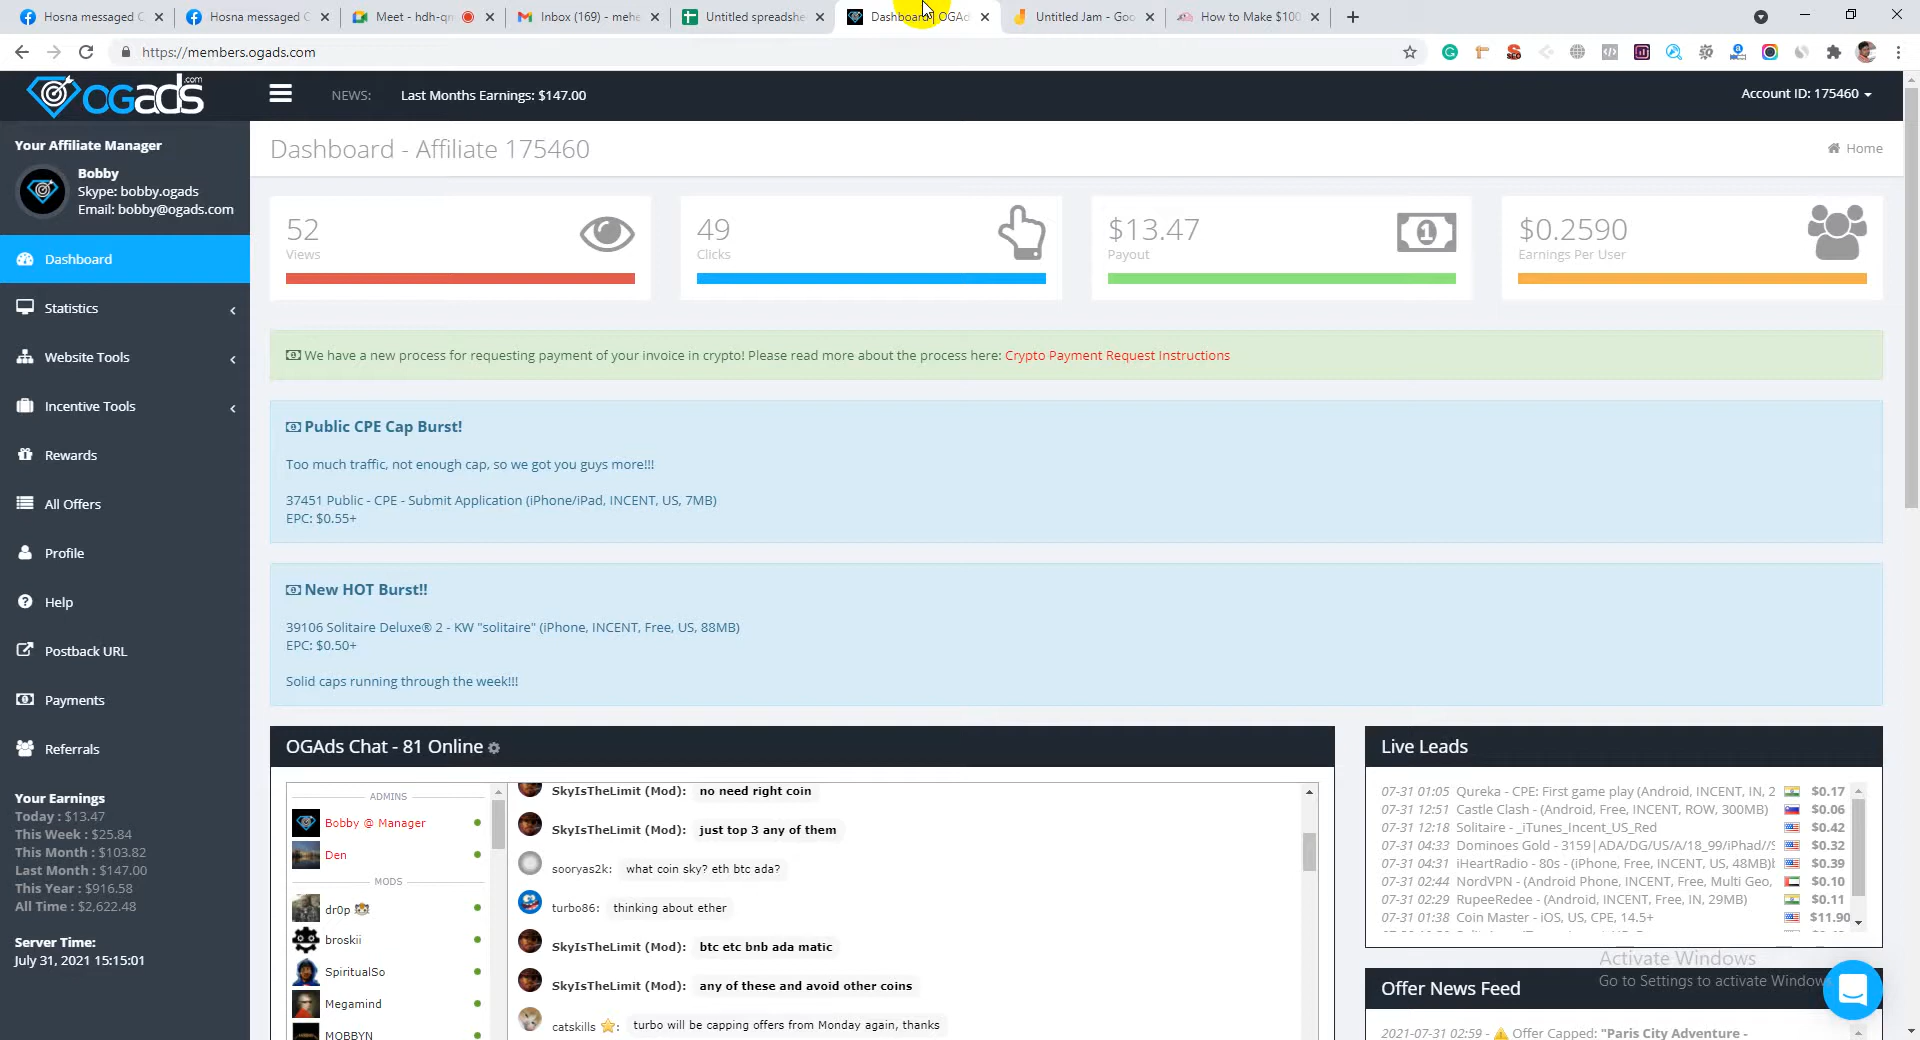 Hosna messaged
Hosna messaged
Meet - hdh-qn
Inbox (169) - mehe
Untitled spreadshe
Dashboard | OGAd
Untitled Jam - Goo
How to Make $100
https://members.ogads.com
OGADS.com
NEWS:
Last Months Earnings: $147.00
Account ID: 175460
Your Affiliate Manager
Bobby
Skype: bobby.ogads
Email: bobby@ogads.com
Dashboard
Statistics
Website Tools
Incentive Tools
Rewards
All Offers
Profile
Help
Postback URL
Payments
Referrals
Your Earnings
Today : $13.47
This Week : $25.84
This Month : $103.82
Last Month : $147.00
This Year : $916.58
All Time : $2,622.48
Server Time:
July 31, 2021 15:15:01
Dashboard - Affiliate 175460
Home
52
Views
49
Clicks
$13.47
Payout
$0.2590
Earnings Per User
We have a new process for requesting payment of your invoice in crypto! Please read more about the process here: Crypto Payment Request Instructions
Public CPE Cap Burst!
Too much traffic, not enough cap, so we got you guys more!!!
37451 Public - CPE - Submit Application (iPhone/iPad, INCENT, US, 7MB)
EPC: $0.55+
New HOT Burst!!
39106 Solitaire Deluxe® 2 - KW "solitaire" (iPhone, INCENT, Free, US, 88MB)
EPC: $0.50+
Solid caps running through the week!!!
OGAds Chat - 81 Online
ADMINS
Bobby @ Manager
Den
MODS
dr0p
broskii
SpiritualSo
Megamind
MOBBYN
SkyIsTheLimit (Mod): no need right coin
SkyIsTheLimit (Mod): just top 3 any of them
sooryas2k: what coin sky? eth btc ada?
turbo86: thinking about ether
SkyIsTheLimit (Mod): btc etc bnb ada matic
SkyIsTheLimit (Mod): any of these and avoid other coins
catskills : turbo will be capping offers from Monday again, thanks
Live Leads
07-31 01:05 Qureka - CPE: First game play (Android, INCENT, IN, 2 $0.17
07-31 12:51 Castle Clash - (Android, Free, INCENT, ROW, 300MB) $0.06
07-31 12:18 Solitaire - _iTunes_Incent_US_Red $0.42
07-31 04:33 Dominoes Gold - 3159|ADA/DG/US/A/18_99/iPhad//S $0.32
07-31 04:31 iHeartRadio - 80s - (iPhone, Free, INCENT, US, 48MB) $0.39
07-31 02:44 NordVPN - (Android Phone, INCENT, Free, Multi Geo, $0.10
07-31 02:29 RupeeRedee - (Android, INCENT, Free, IN, 29MB) $0.11
07-31 01:38 Coin Master - iOS, US, CPE, 14.5+ $11.90
Activate Windows
Go to Settings to activate Windows
Offer News Feed
2021-07-31 02:59 - Offer Capped: "Paris City Adventure -